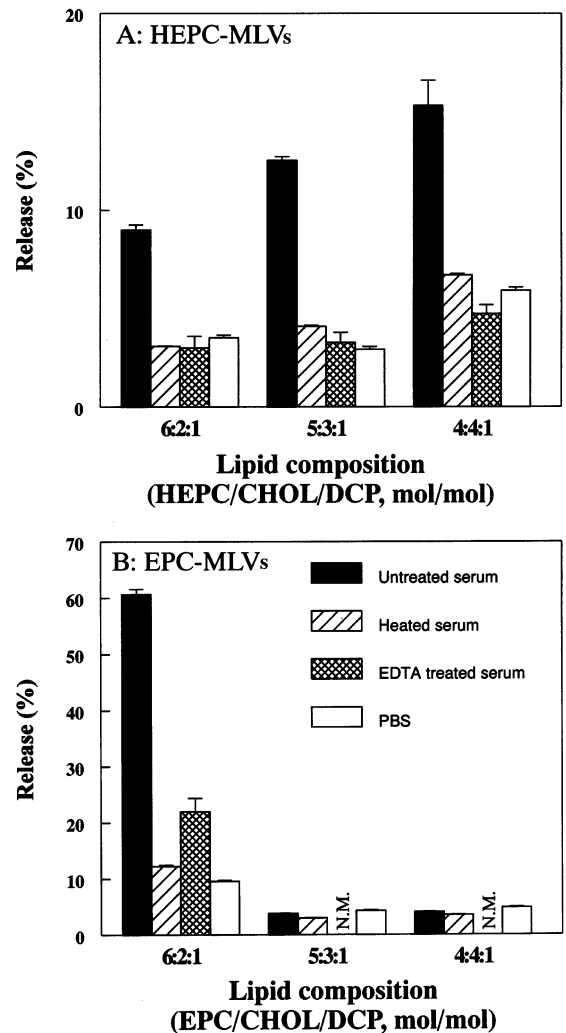 20
A: HEPC-MLVs
Release (%)
10
0
6:2:1 5:3:1 4:4:1
Lipid composition
(HEPC/CHOL/DCP, mol/mol)
70
B: EPC-MLVs
Untreated serum
60
Heated serum
50
EDTA treated serum
40
PBS
Release (%)
30
20
10
N.M. N.M.
0
6:2:1 5:3:1 4:4:1
Lipid composition
(EPC/CHOL/DCP, mol/mol)